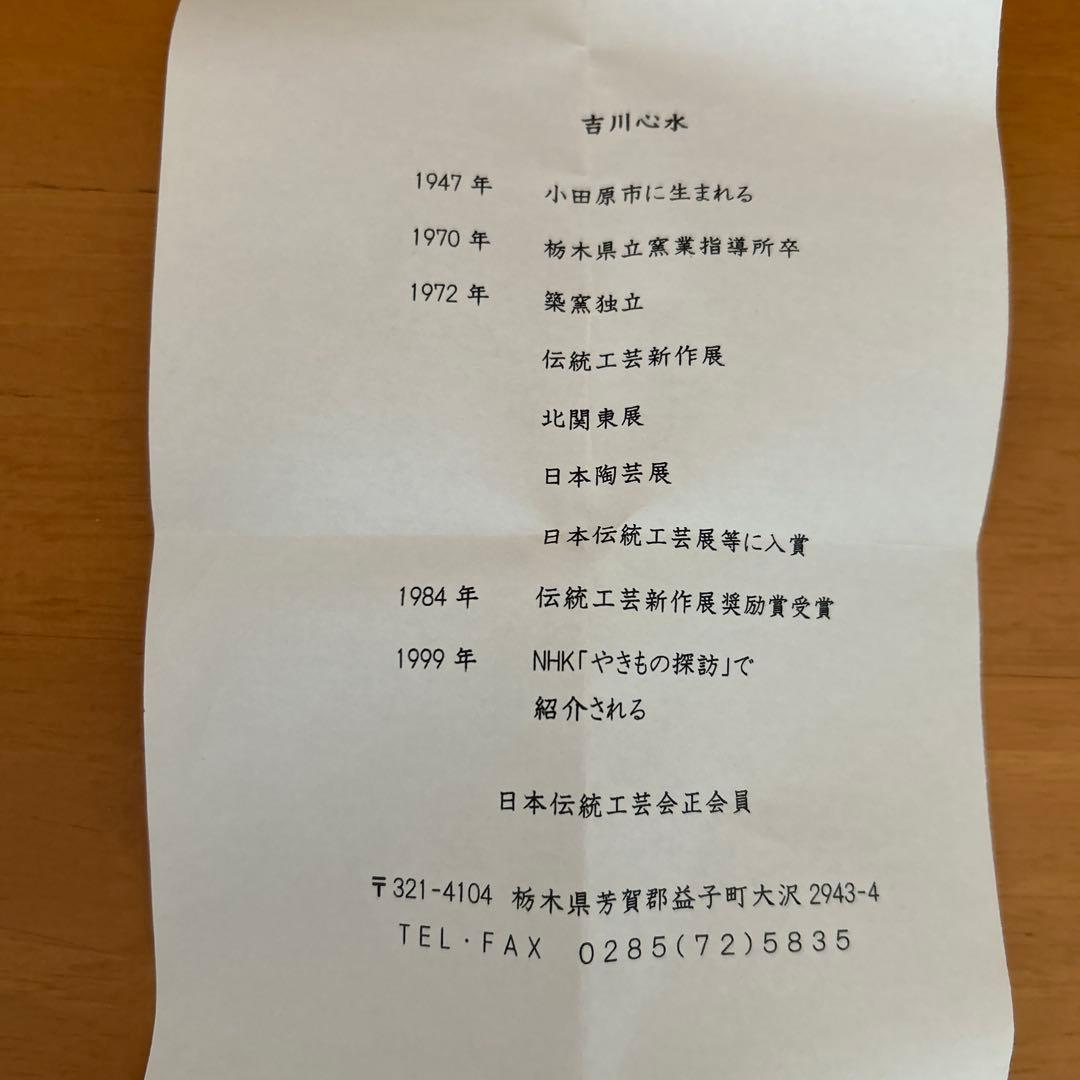 吉川心水
1947 年 小田原市に生まれる
1970 年 栃木県立窯業指導所卒
1972 年 築窯独立
伝統工芸新作展
北関東展
日本陶芸展
日本伝統工芸展等に入賞
1984 年 伝統工芸新作展奨励賞受賞
1999 年 NHK「やきもの探訪」で
紹介される
日本伝統工芸会正会員
〒321-4104 栃木県芳賀郡益子町大沢 2943-4
TEL・FAX 0285(72)5835